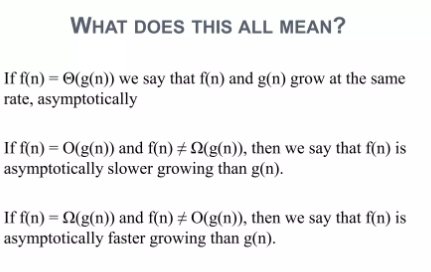 WHAT DOES THIS ALL MEAN?
If f(n) = Θ(g(n)) we say that f(n) and g(n) grow at the same
rate, asymptotically
If f(n) = O(g(n)) and f(n) ≠ Ω(g(n)), then we say that f(n) is
asymptotically slower growing than g(n).
If f(n) = Ω(g(n)) and f(n) ≠ O(g(n)), then we say that f(n) is
asymptotically faster growing than g(n).